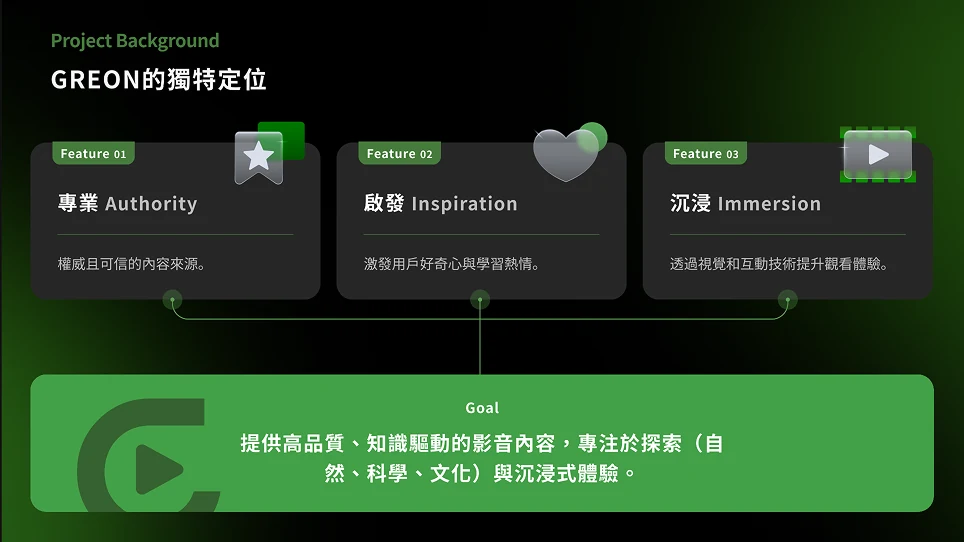 Project Background
GREON的獨特定位
Feature 01
專業 Authority
權威且可信的內容來源。
Feature 02
啟發 Inspiration
激發用戶好奇心與學習熱情。
Feature 03
沉浸 Immersion
透過視覺和互動技術提升觀看體驗。
Goal
提供高品質、知識驅動的影音內容，專注於探索（自
然、科學、文化）與沉浸式體驗。